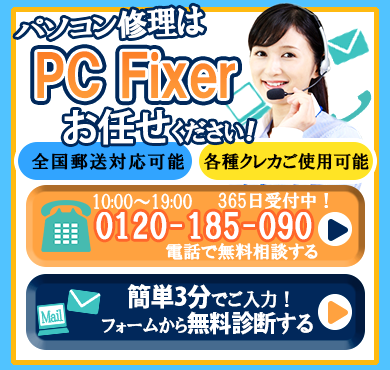 パソコン修理は
PC Fixer
お任せください!
全国郵送対応可能
各種クレカご使用可能
10:00～19:00 365日受付中!
0120-185-090
電話で無料相談する
簡単3分でご入力!
Mail
フォームから無料診断する